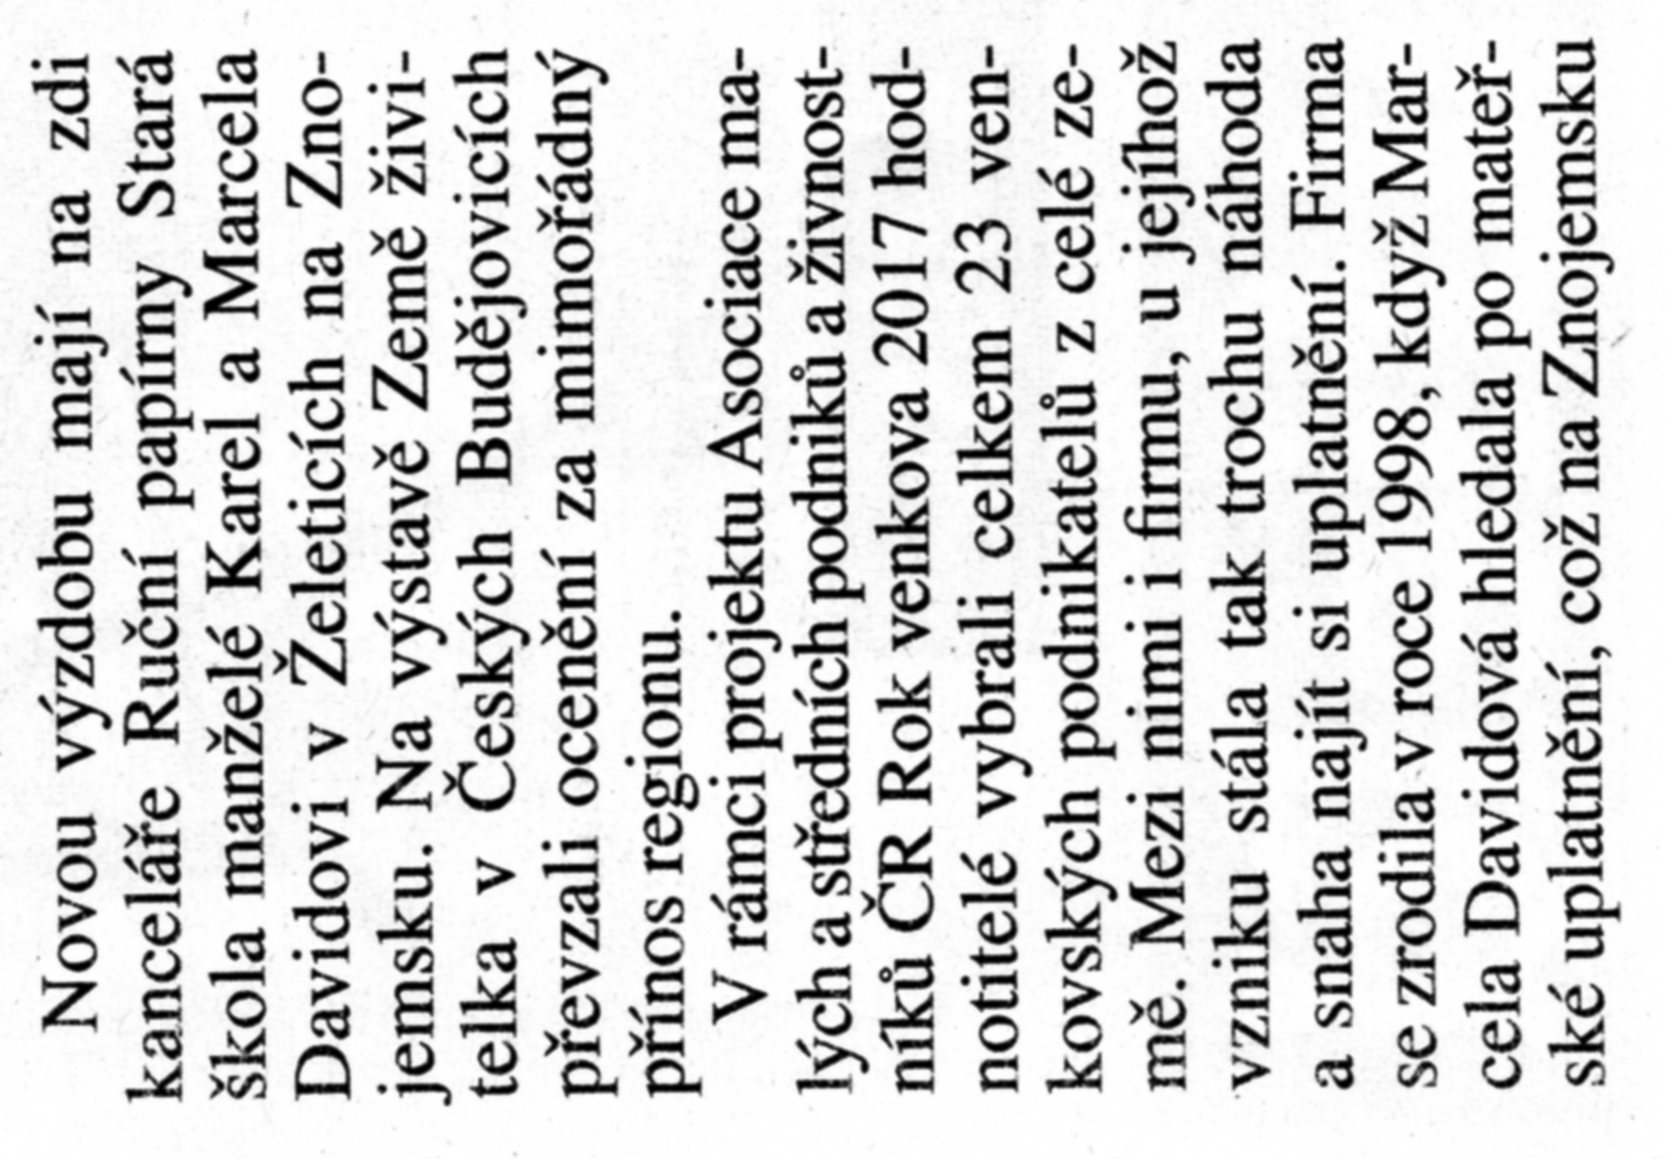 Novou výzdobu mají na zdi
kanceláře Ruční papírny Stará
škola manželé Karel a Marcela
Davidovi v Želeticích na Zno-
jemsku. Na výstavě Země živi-
telka v Českých Budějovicích
převzali ocenění za mimořádný
přínos regionu.
V rámci projektu Asociace ma-
lých a středních podniků a živnost-
níků ČR Rok venkova 2017 hod-
notitelé vybrali celkem 23 ven-
kovských podnikatelů z celé ze-
mě. Mezi nimi i firmu, u jejíhož
vzniku stála tak trochu náhoda
a snaha najít si uplatnění. Firma
se zrodila v roce 1998, když Mar-
cela Davidová hledala po mateř-
ské uplatnění, což na Znojemsku